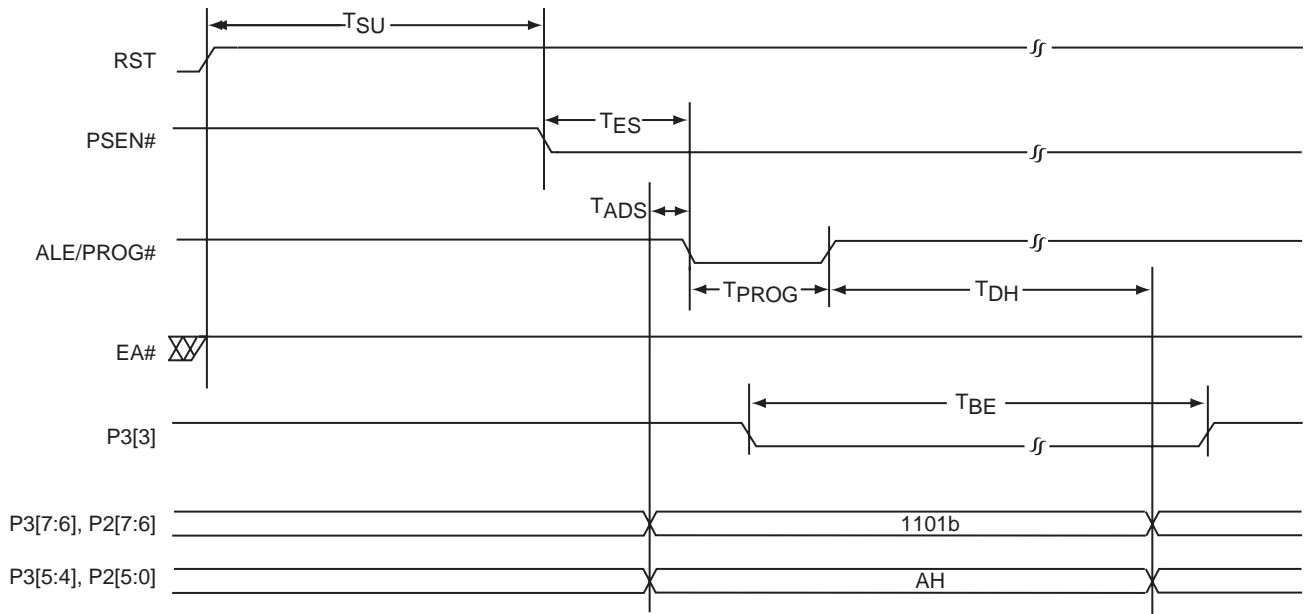 TSU
RST
TES
PSEN#
TADS
ALE/PROG#
TPROG
TDH
EA#
TBE
P3[3]
P3[7:6], P2[7:6]
1101b
P3[5:4], P2[5:0]
AH